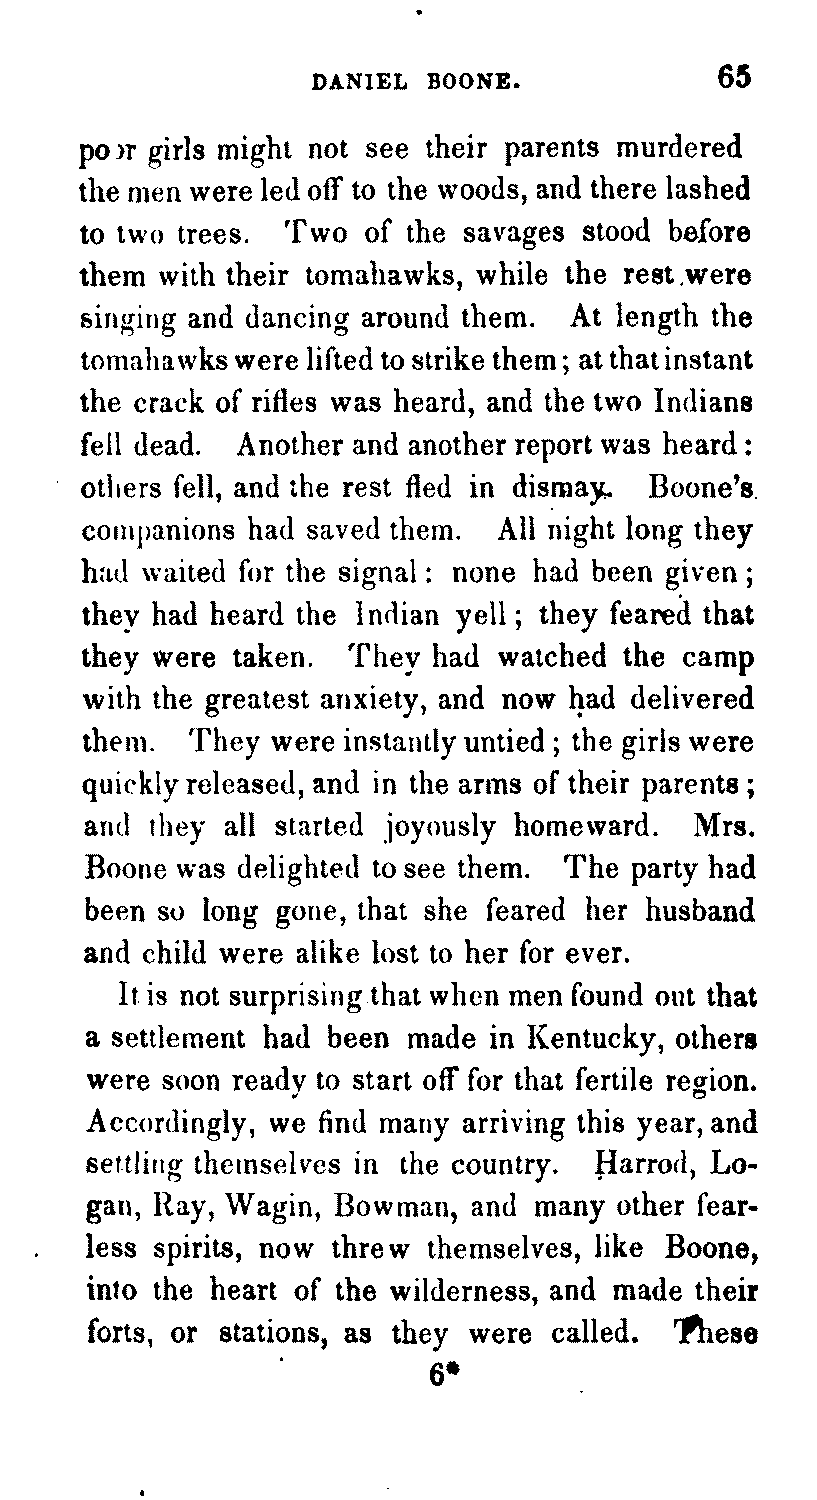 DANIEL BOONE. 65
poor girls might not see their parents murdered
the men were led off to the woods, and there lashed
to two trees. Two of the savages stood before
them with their tomahawks, while the rest were
singing and dancing around them. At length the
tomahawks were lifted to strike them; at that instant
the crack of rifles was heard, and the two Indians
fell dead. Another and another report was heard:
others fell, and the rest fled in dismay. Boone's
companions had saved them. All night long they
had waited for the signal: none had been given;
they had heard the Indian yell; they feared that
they were taken. They had watched the camp
with the greatest anxiety, and now had delivered
them. They were instantly untied; the girls were
quickly released, and in the arms of their parents;
and they all started joyously homeward. Mrs.
Boone was delighted to see them. The party had
been so long gone, that she feared her husband
and child were alike lost to her for ever.
It is not surprising that when men found out that
a settlement had been made in Kentucky, others
were soon ready to start off for that fertile region.
Accordingly, we find many arriving this year, and
settling themselves in the country. Harrod, Lo-
gan, Ray, Wagin, Bowman, and many other fear-
less spirits, now threw themselves, like Boone,
into the heart of the wilderness, and made their
forts, or stations, as they were called. These
6*